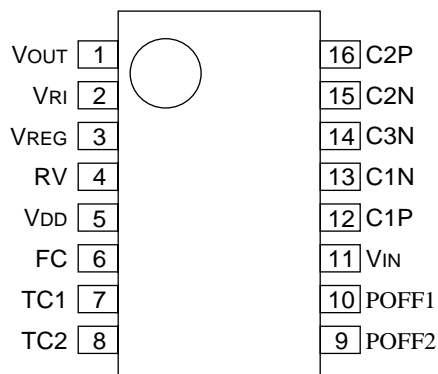 VOUT 1 16 C2P
VRI 2 15 C2N
VREG 3 14 C3N
RV 4 13 C1N
VDD 5 12 C1P
FC 6 11 VIN
TC1 7 10 POFF1
TC2 8 9 POFF2